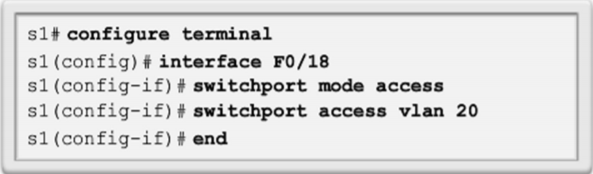 s1# configure terminal
s1(config)# interface F0/18
s1(config-if)# switchport mode access
s1(config-if)# switchport access vlan 20
s1(config-if)# end